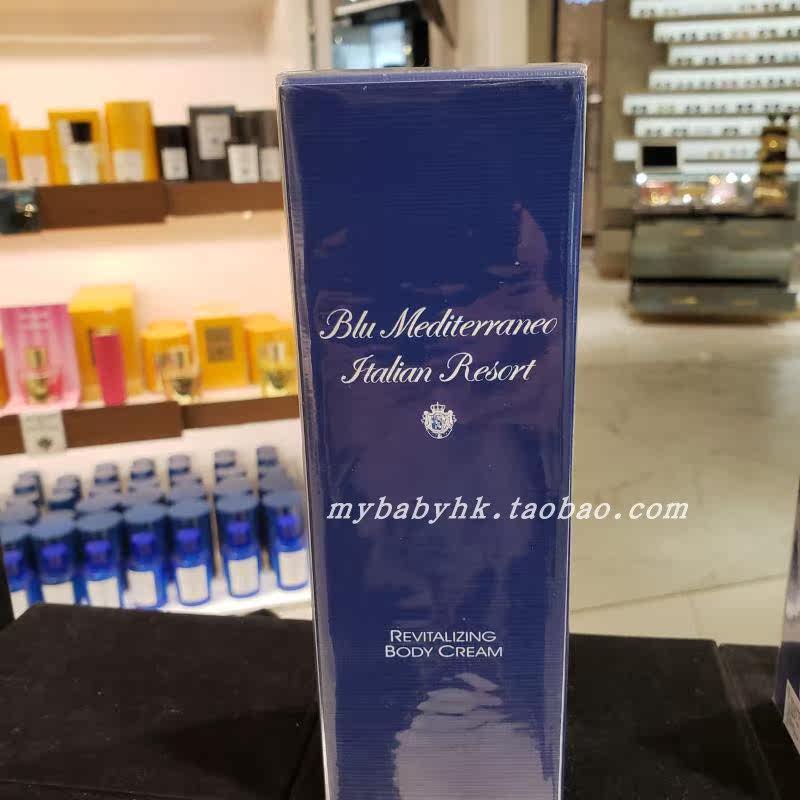 Blu Mediterraneo
Italian Resort
mybabyhk.taobao.com
REVITALIZING
BODY CREAM